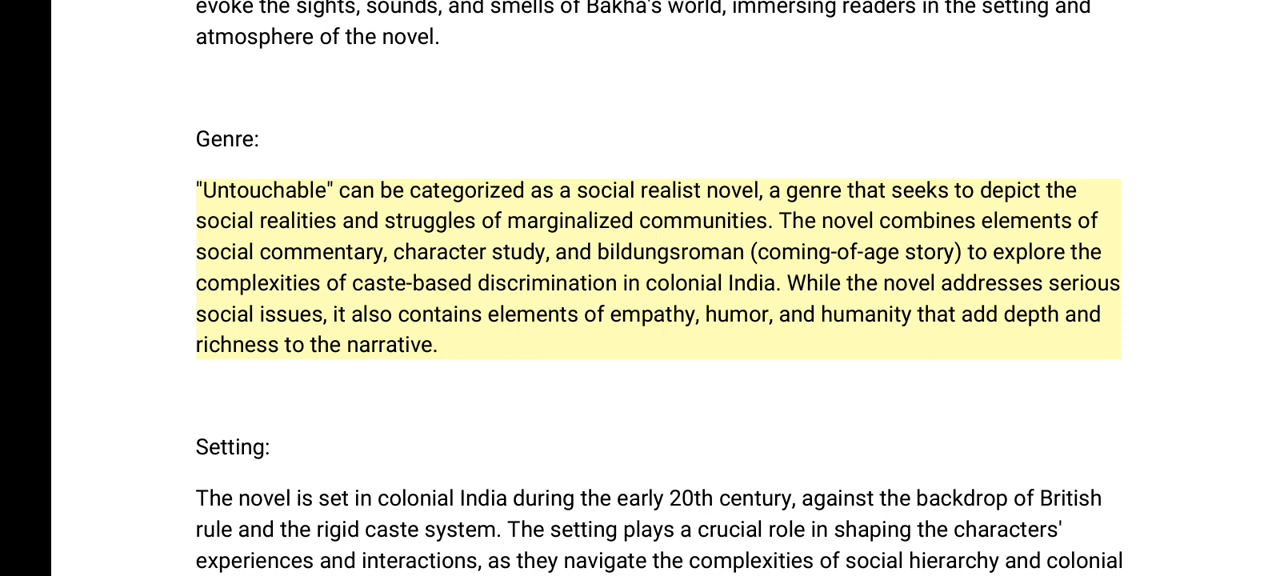 evoke the sights, sounds, and smells of Bakha's world, immersing readers in the setting and
atmosphere of the novel.
Genre:
"Untouchable" can be categorized as a social realist novel, a genre that seeks to depict the
social realities and struggles of marginalized communities. The novel combines elements of
social commentary, character study, and bildungsroman (coming-of-age story) to explore the
complexities of caste-based discrimination in colonial India. While the novel addresses serious
social issues, it also contains elements of empathy, humor, and humanity that add depth and
richness to the narrative.
Setting:
The novel is set in colonial India during the early 20th century, against the backdrop of British
rule and the rigid caste system. The setting plays a crucial role in shaping the characters'
experiences and interactions, as they navigate the complexities of social hierarchy and colonial